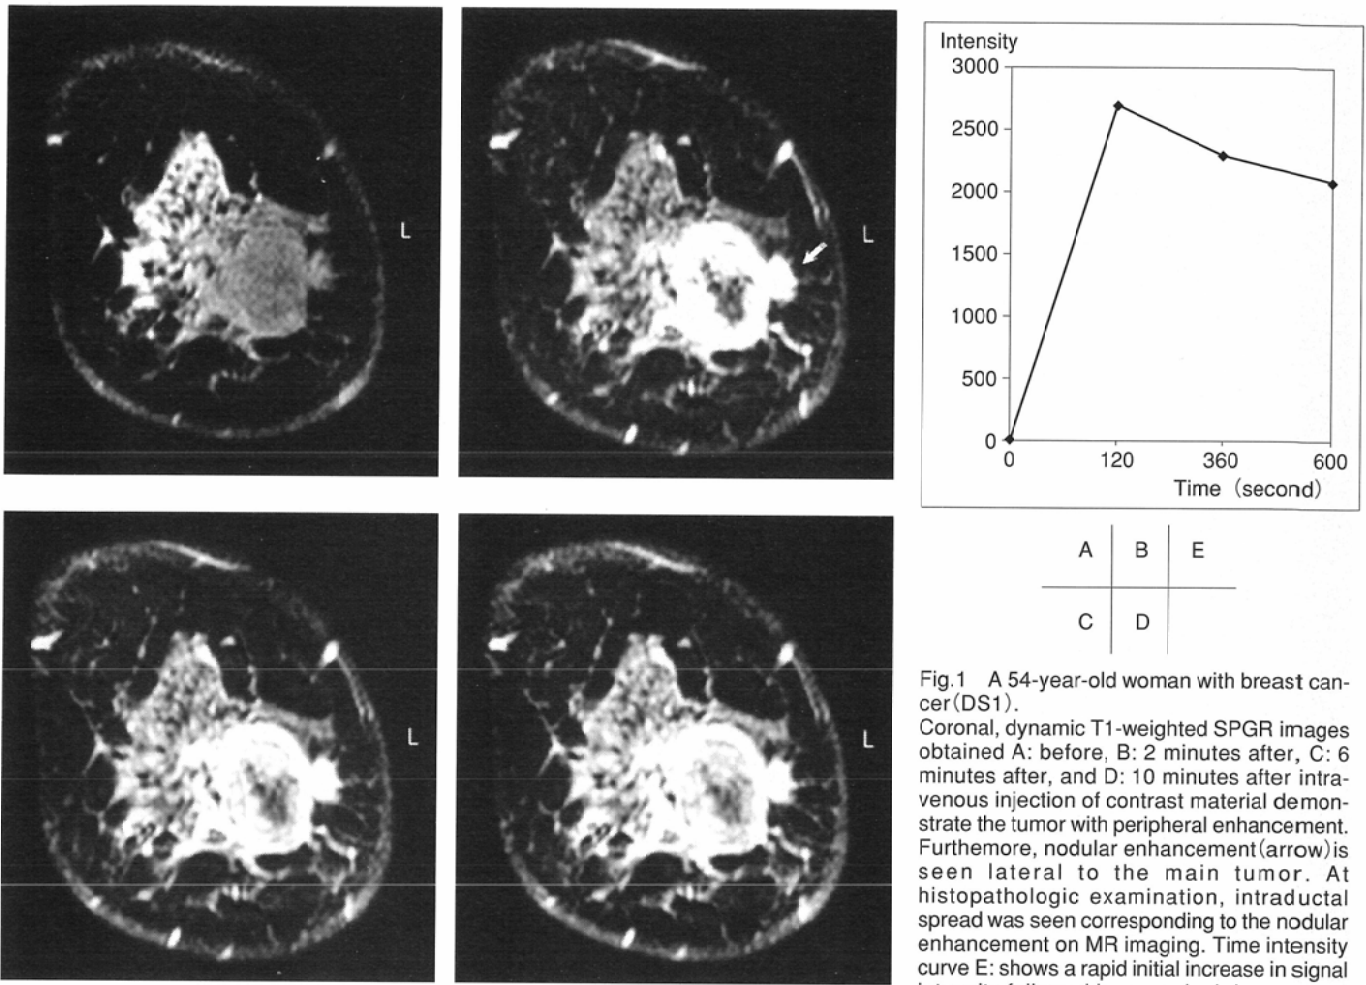 L
L
L
L
Intensity
3000
2500
2000
1500
1000
500
0
0 120 360 600
Time (second)
A B E
C D
Fig.1 A 54-year-old woman with breast can-
cer(DS1).
Coronal, dynamic T1-weighted SPGR images
obtained A: before, B: 2 minutes after, C: 6
minutes after, and D: 10 minutes after intra-
venous injection of contrast material demon-
strate the tumor with peripheral enhancement.
Furthemore, nodular enhancement(arrow)is
seen lateral to the main tumor. At
histopathologic examination, intraductal
spread was seen corresponding to the nodular
enhancement on MR imaging. Time intensity
curve E: shows a rapid initial increase in signal